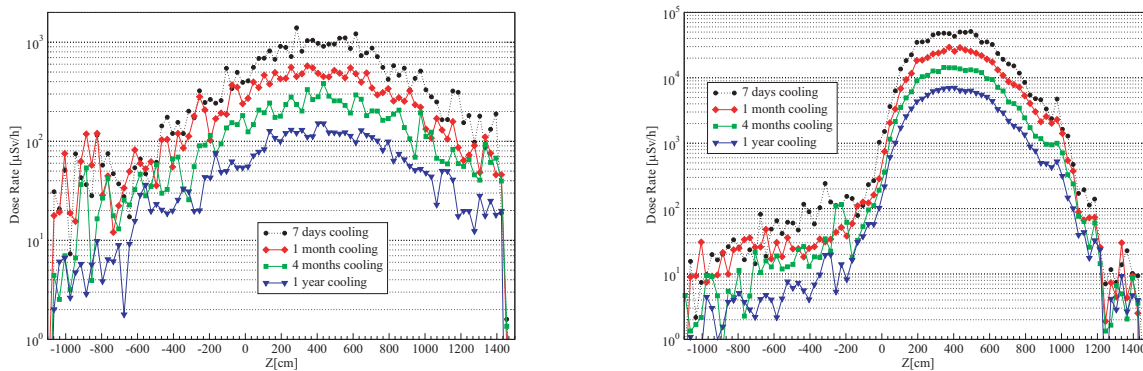 10³
10²
10¹
10⁰
Dose Rate [µSv/h]
7 days cooling
1 month cooling
4 months cooling
1 year cooling
-1000 -800 -600 -400 -200 0 200 400 600 800 1000 1200 1400
Z[cm]
10⁵
10⁴
10³
10²
10¹
10⁰
Dose Rate [µSv/h]
7 days cooling
1 month cooling
4 months cooling
1 year cooling
-1000 -800 -600 -400 -200 0 200 400 600 800 1000 1200 1400
Z[cm]